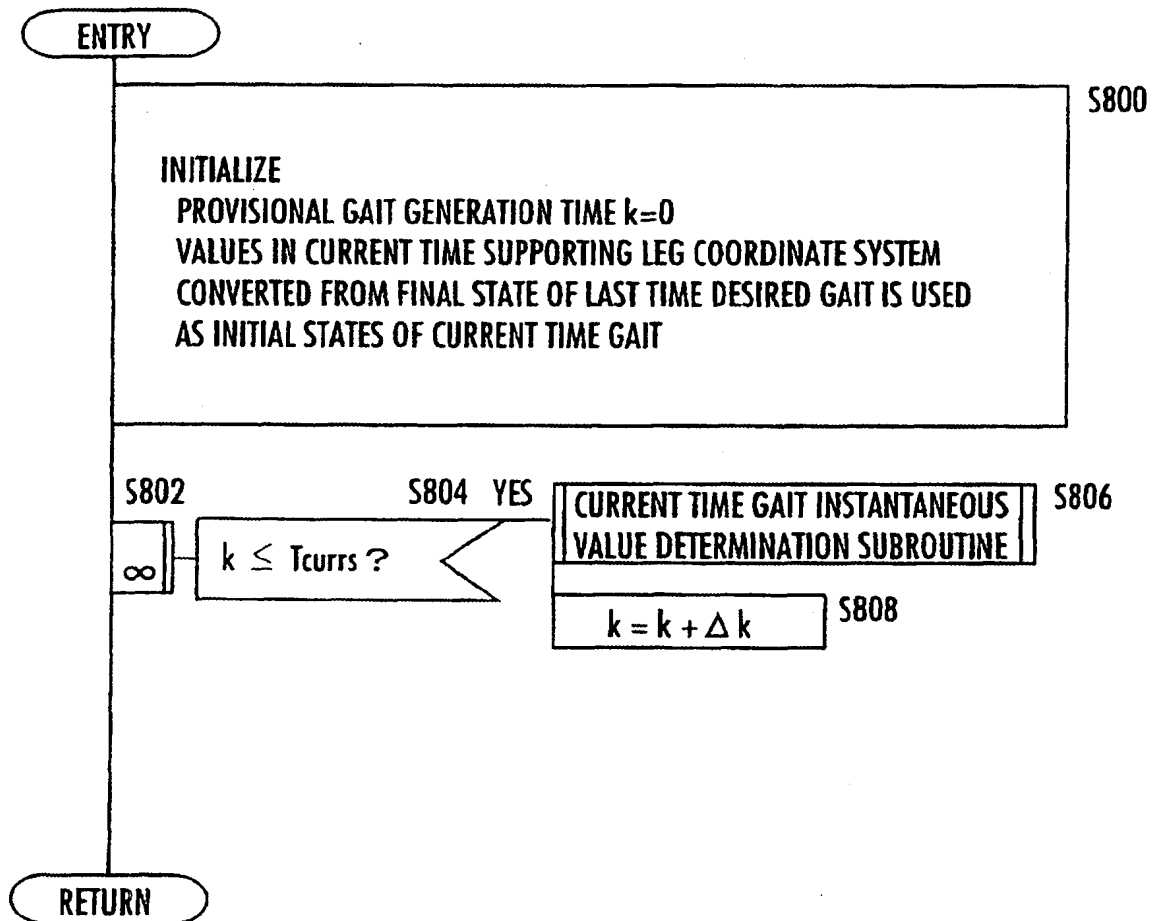 ENTRY
S800
INITIALIZE
PROVISIONAL GAIT GENERATION TIME k=0
VALUES IN CURRENT TIME SUPPORTING LEG COORDINATE SYSTEM
CONVERTED FROM FINAL STATE OF LAST TIME DESIRED GAIT IS USED
AS INITIAL STATES OF CURRENT TIME GAIT
S802
∞
S804 YES
k ≤ Tcurrs ?
CURRENT TIME GAIT INSTANTANEOUS
VALUE DETERMINATION SUBROUTINE
S806
k = k + Δ k
S808
RETURN